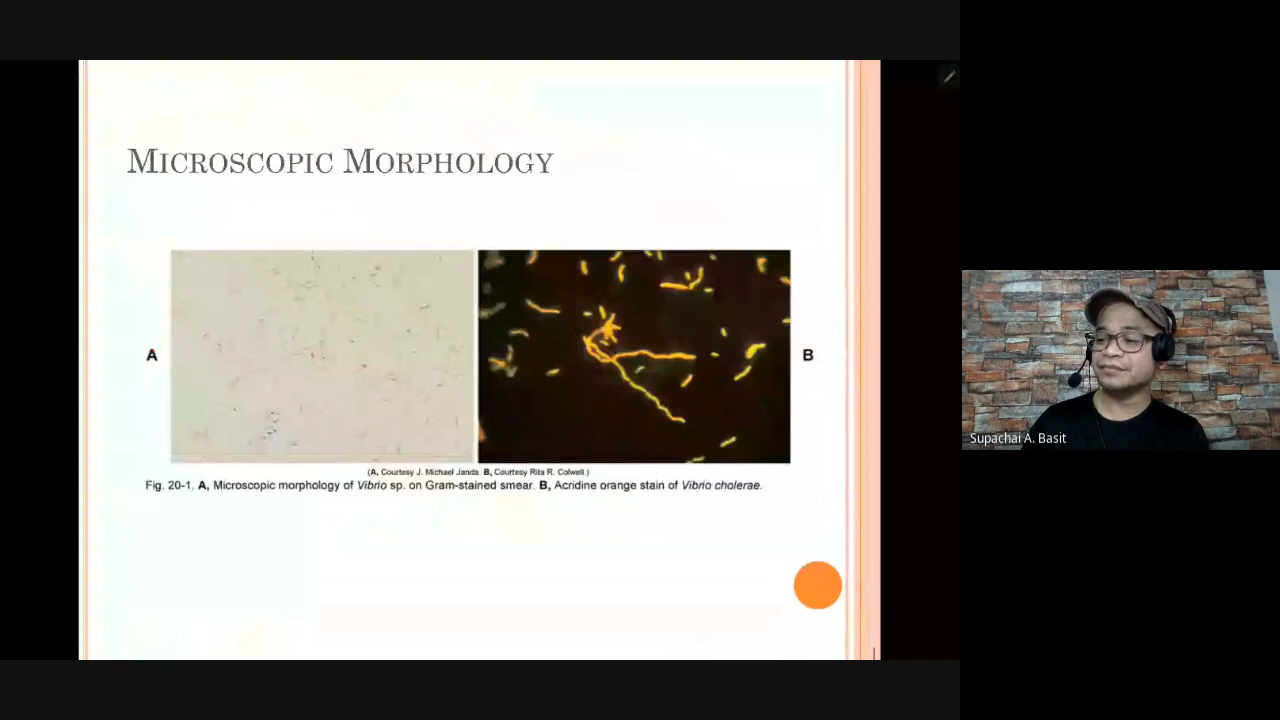 MICROSCOPIC MORPHOLOGY
A
B
(A, Courtesy J. Michael Janda. B, Courtesy Rita R. Colwell.)
Fig. 20-1. A, Microscopic morphology of Vibrio sp. on Gram-stained smear. B, Acridine orange stain of Vibrio cholerae.
Supachai A. Basit